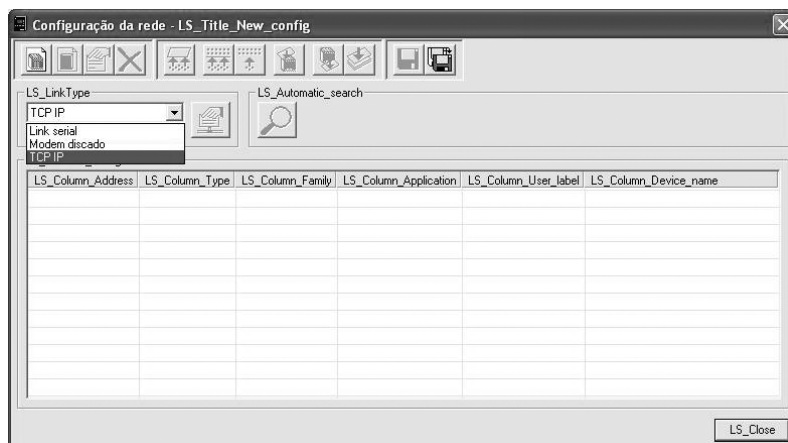 Configuração da rede - LS_Title_New_config
LS_LinkType
LS_Automatic_search
TCP IP
Link serial
Modem discado
TCP IP
LS_Column_Address LS_Column_Type LS_Column_Family LS_Column_Application LS_Column_User_label LS_Column_Device_name
LS_Close